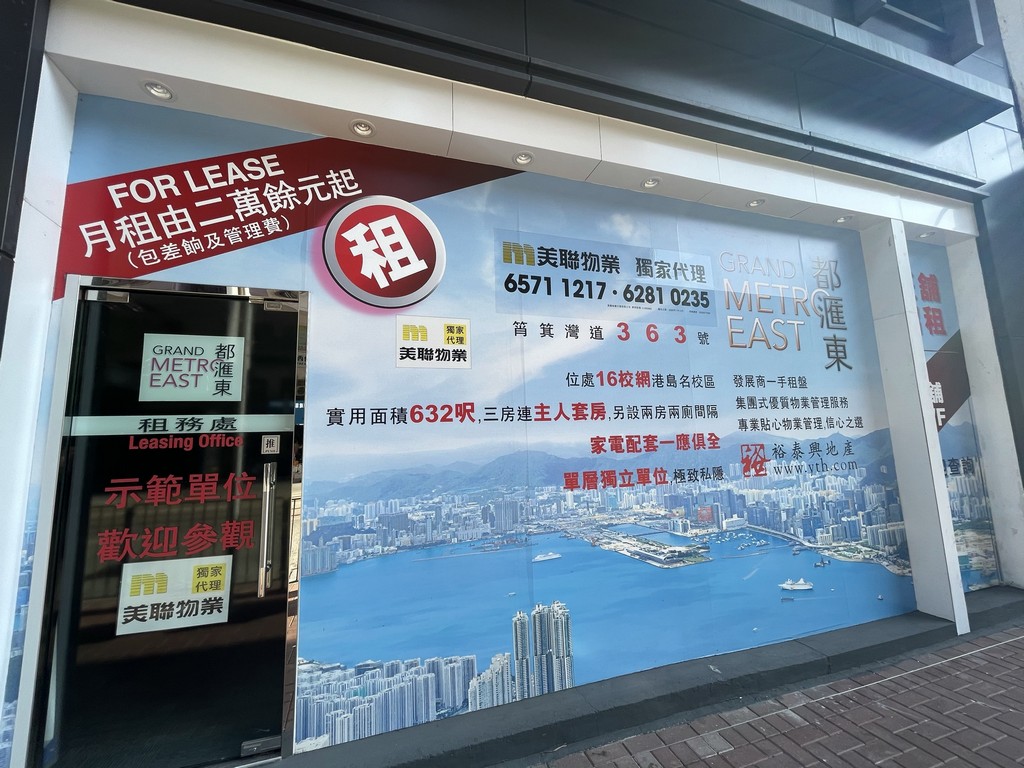 FOR LEASE
月租由二萬餘元起
（包差餉及管理費）
租
美聯物業 獨家代理
6571 1217 · 6281 0235
GRAND
METRO
EAST
都匯東
獨家
代理
美聯物業
筲箕灣道363號
位處16校網港島名校區
實用面積632呎,三房連主人套房,另設兩房兩廁間隔
家電配套一應俱全
單層獨立單位,極致私隱
發展商一手租盤
集團式優質物業管理服務
專業貼心物業管理,信心之選
裕泰興地產
www.yth.com
GRAND
METRO
EAST
都匯東
租務處
Leasing Office
推
示範單位
歡迎參觀
獨家
代理
美聯物業
舖租
查詢